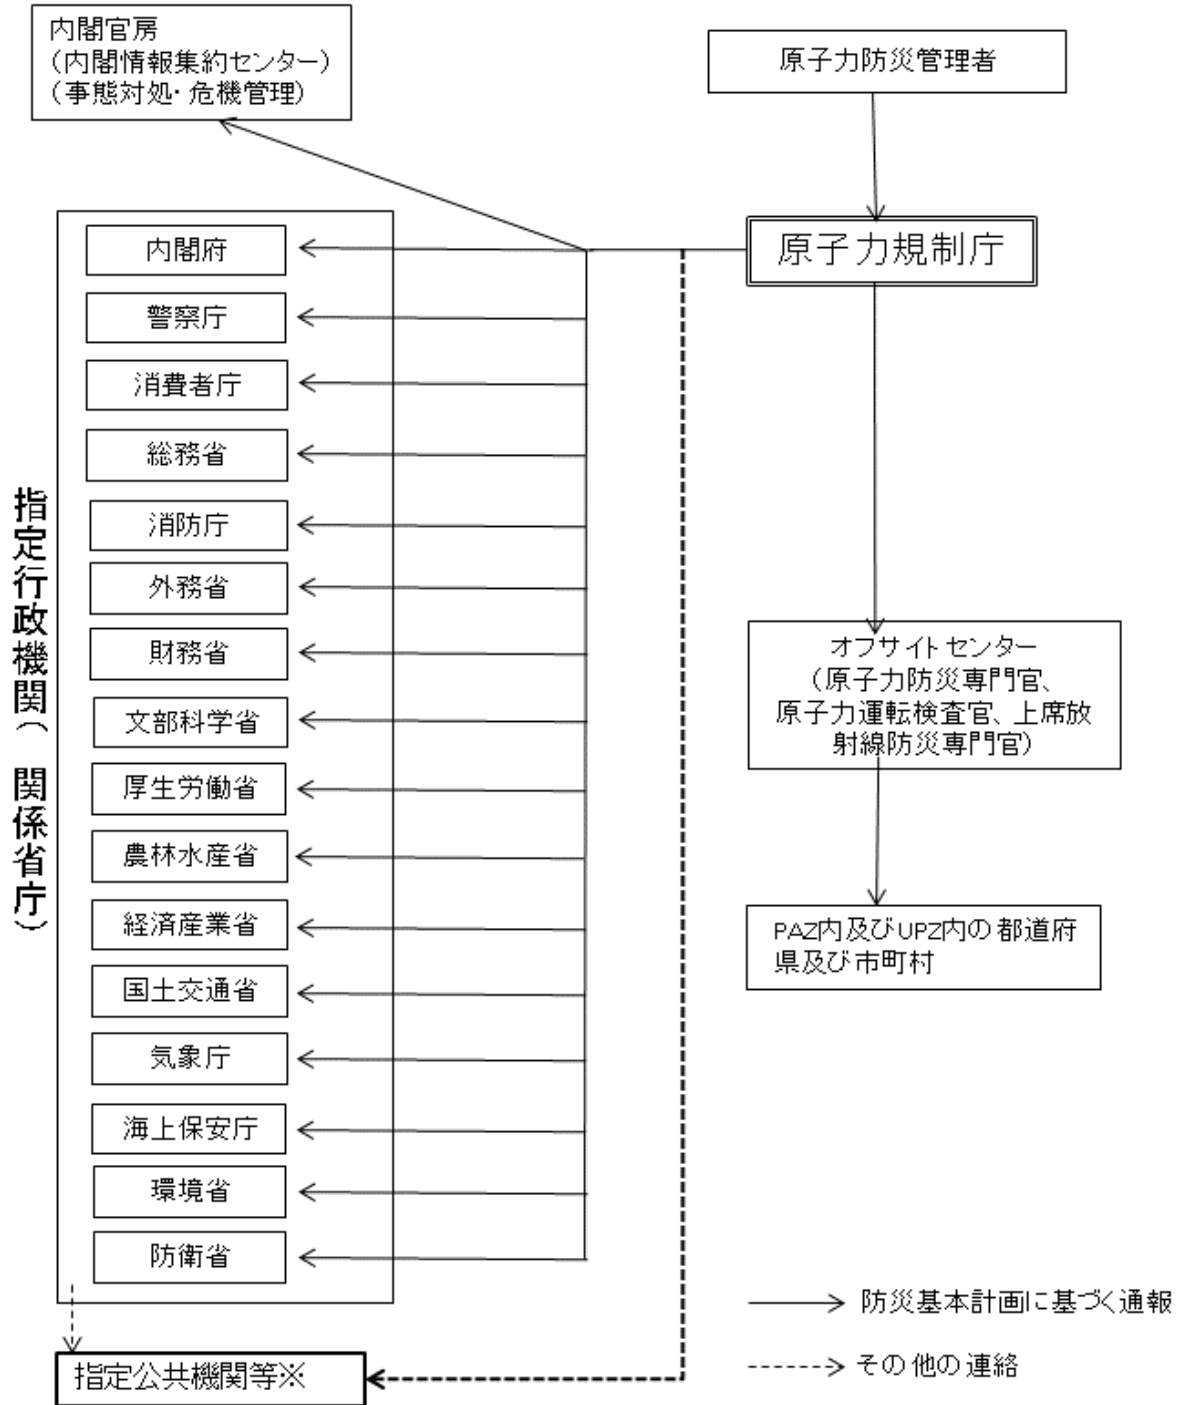 内閣官房
(内閣情報集約センター)
(事態対処・危機管理)
原子力防災管理者
原子力規制庁
指定行政機関(関係省庁)
内閣府
警察庁
消費者庁
総務省
消防庁
外務省
財務省
文部科学省
厚生労働省
農林水産省
経済産業省
国土交通省
気象庁
海上保安庁
環境省
防衛省
オフサイトセンター
(原子力防災専門官、
原子力運転検査官、上席放
射線防災専門官)
PAZ内及びUPZ内の都道府
県及び市町村
防災基本計画に基づく通報
その他の連絡
指定公共機関等※